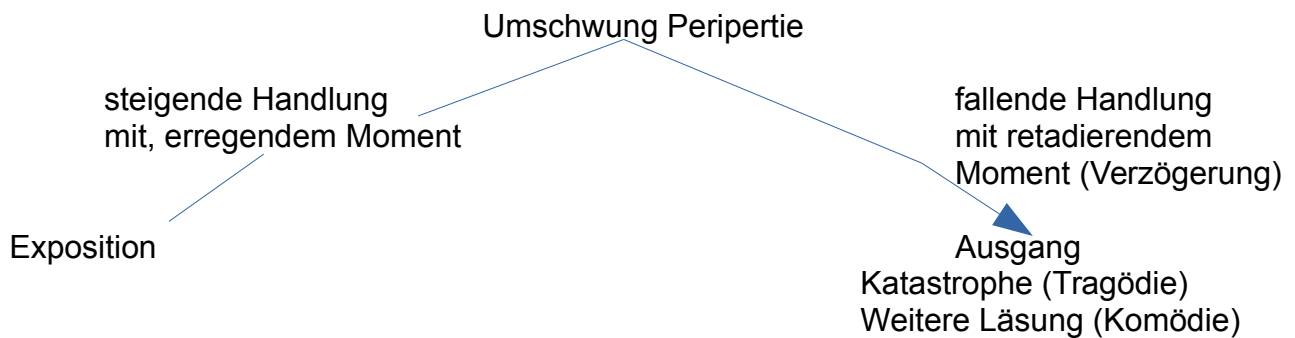 Umschwung Peripertie
steigende Handlung
mit, erregendem Moment
fallende Handlung
mit retadierendem
Moment (Verzögerung)
Exposition
Ausgang
Katastrophe (Tragödie)
Weitere Läsung (Komödie)